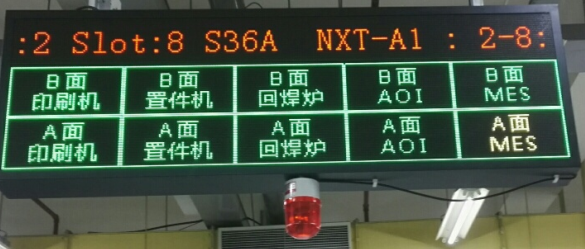 :2 Slot:8 S36A NXT-A1 : 2-8:
B面 B面 B面 B面 B面
印刷机 置件机 回焊炉 AOI MES
A面 A面 A面 A面 A面
印刷机 置件机 回焊炉 AOI MES